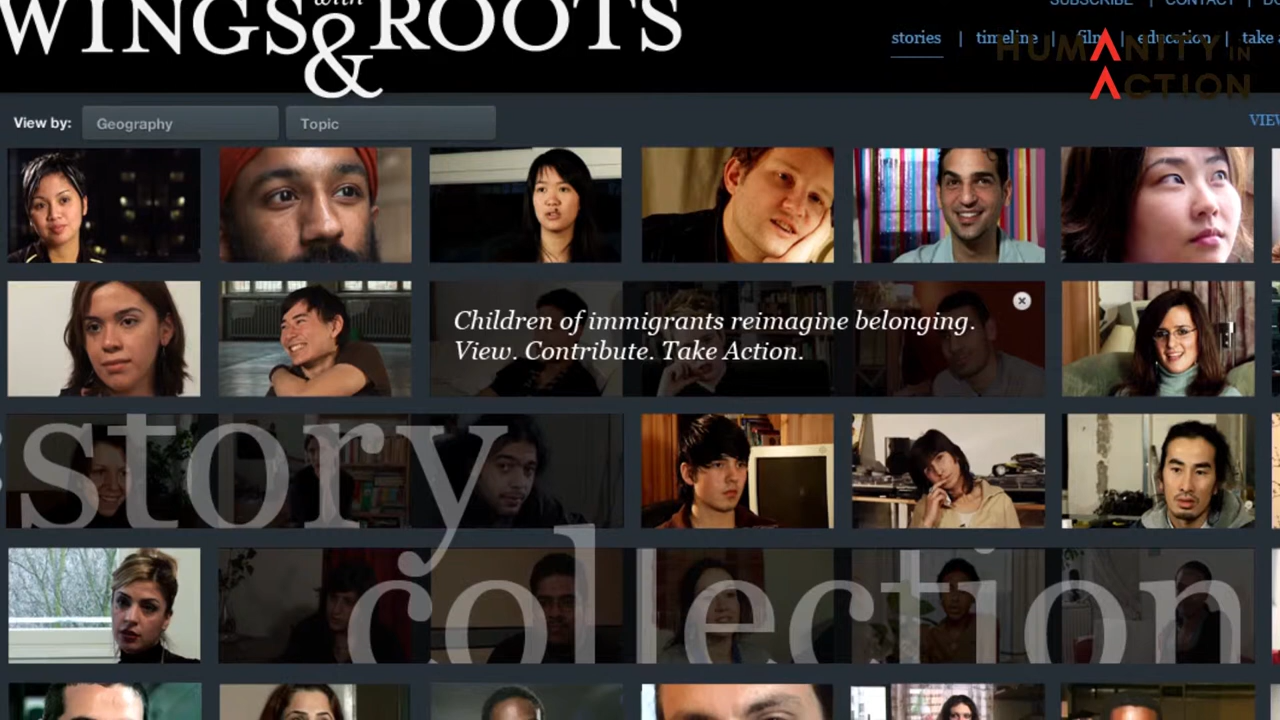 with
WINGS & ROOTS
SUBSCRIBE | CONTACT |
stories | timeline | film | education | take
HUMANITY IN
ACTION
View by: Geography Topic
Children of immigrants reimagine belonging.
View. Contribute. Take Action.
story
collection